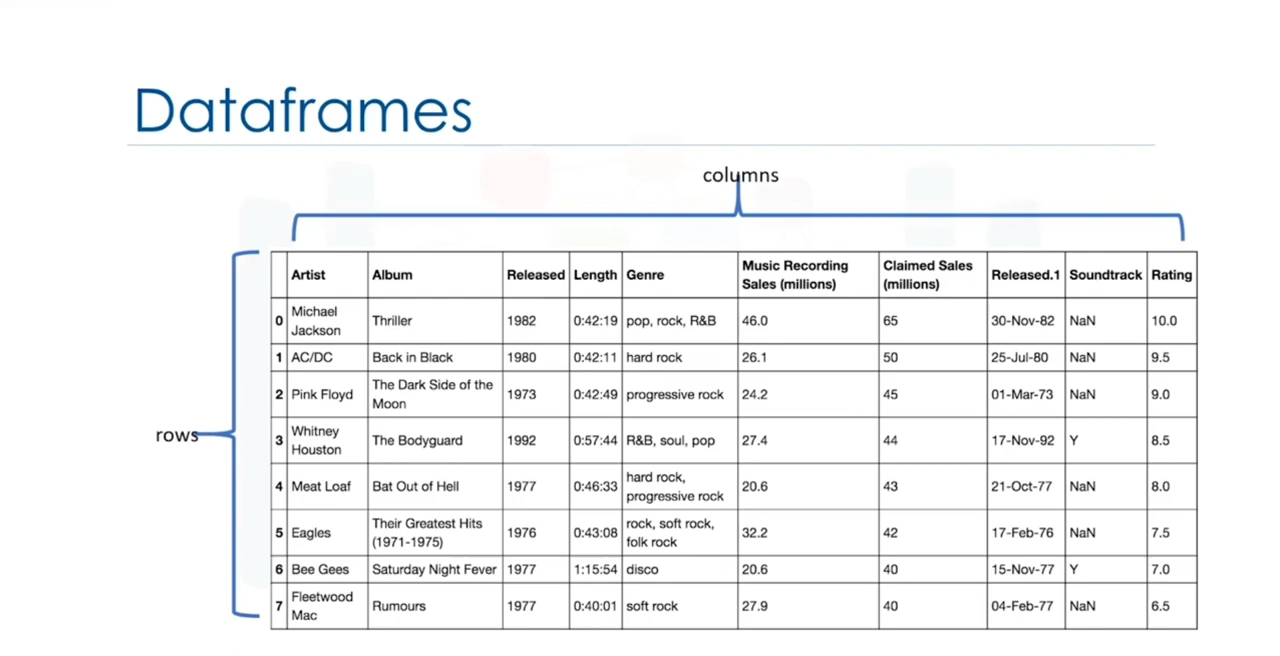 Dataframes
columns
rows
Artist Album Released Length Genre Music Recording Sales (millions) Claimed Sales (millions) Released.1 Soundtrack Rating
0 Michael Jackson Thriller 1982 0:42:19 pop, rock, R&B 46.0 65 30-Nov-82 NaN 10.0
1 AC/DC Back in Black 1980 0:42:11 hard rock 26.1 50 25-Jul-80 NaN 9.5
2 Pink Floyd The Dark Side of the Moon 1973 0:42:49 progressive rock 24.2 45 01-Mar-73 NaN 9.0
3 Whitney Houston The Bodyguard 1992 0:57:44 R&B, soul, pop 27.4 44 17-Nov-92 Y 8.5
4 Meat Loaf Bat Out of Hell 1977 0:46:33 hard rock, progressive rock 20.6 43 21-Oct-77 NaN 8.0
5 Eagles Their Greatest Hits (1971-1975) 1976 0:43:08 rock, soft rock, folk rock 32.2 42 17-Feb-76 NaN 7.5
6 Bee Gees Saturday Night Fever 1977 1:15:54 disco 20.6 40 15-Nov-77 Y 7.0
7 Fleetwood Mac Rumours 1977 0:40:01 soft rock 27.9 40 04-Feb-77 NaN 6.5